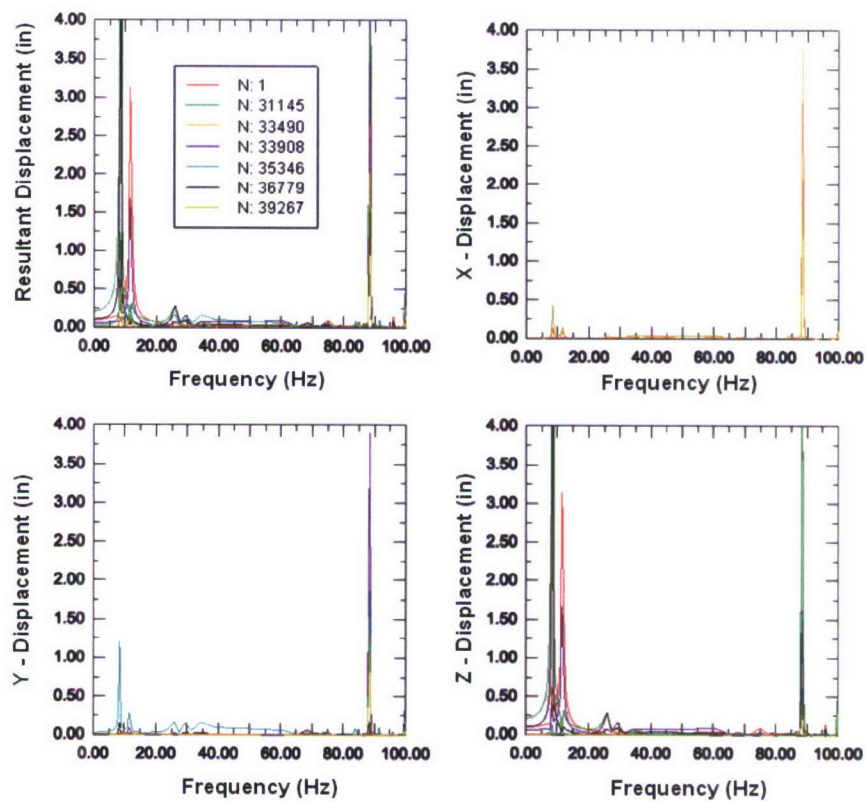 4.00
3.50
3.00
2.50
2.00
1.50
1.00
0.50
0.00
Resultant Displacement (in)
N: 1
N: 31145
N: 33490
N: 33908
N: 35346
N: 36779
N: 39267
0.00 20.00 40.00 60.00 80.00 100.00
Frequency (Hz)
4.00
3.50
3.00
2.50
2.00
1.50
1.00
0.50
0.00
X - Displacement (in)
0.00 20.00 40.00 60.00 80.00 100.00
Frequency (Hz)
4.00
3.50
3.00
2.50
2.00
1.50
1.00
0.50
0.00
Y - Displacement (in)
0.00 20.00 40.00 60.00 80.00 100.00
Frequency (Hz)
4.00
3.50
3.00
2.50
2.00
1.50
1.00
0.50
0.00
Z - Displacement (in)
0.00 20.00 40.00 60.00 80.00 100.00
Frequency (Hz)